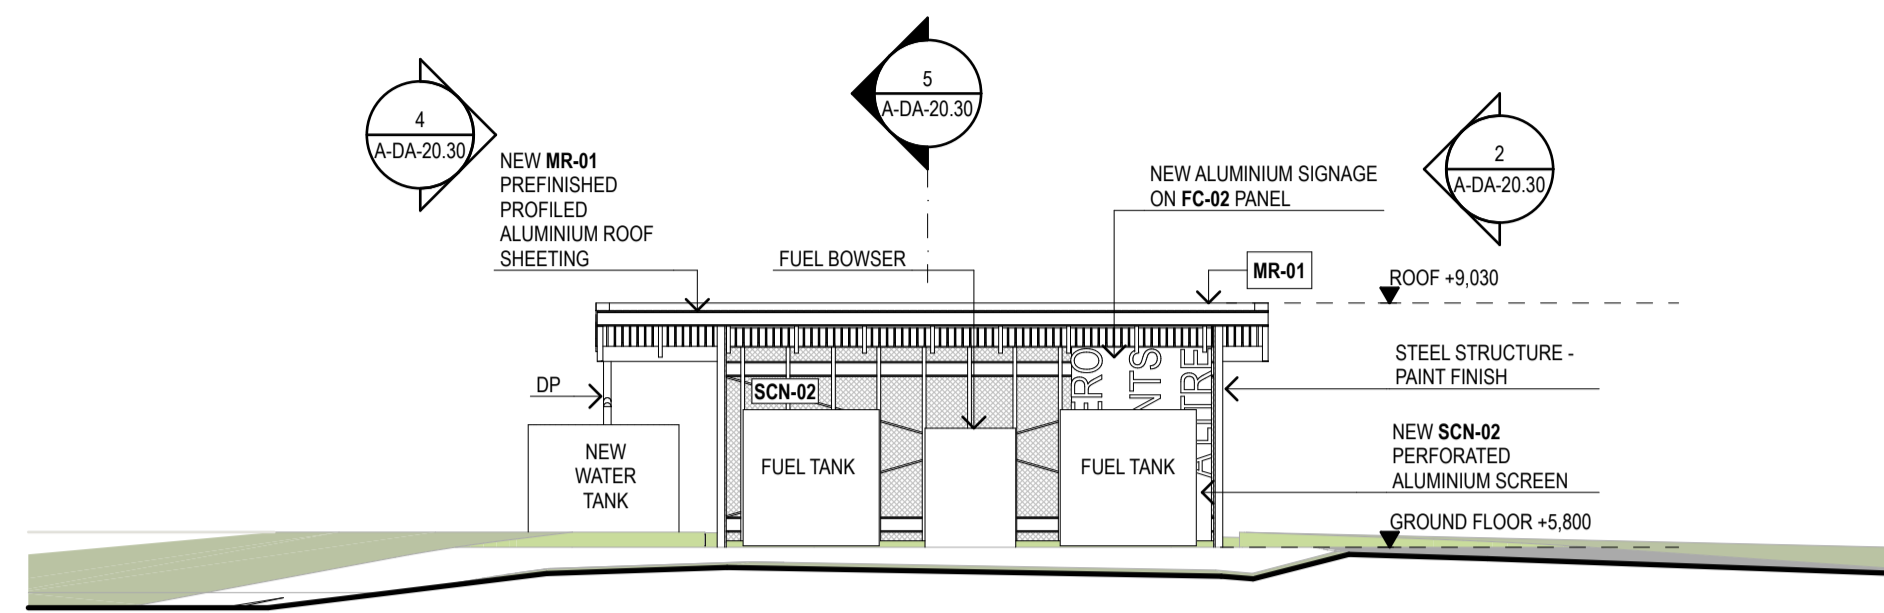 5
A-DA-20.30
4
A-DA-20.30
2
A-DA-20.30
NEW MR-01
PREFINISHED
PROFILED
ALUMINIUM ROOF
SHEETING
FUEL BOWSER
NEW ALUMINIUM SIGNAGE
ON FC-02 PANEL
MR-01
ROOF +9,030
STEEL STRUCTURE -
PAINT FINISH
DP
SCN-02
ERO
NTS
ALITRE
NEW
WATER
TANK
FUEL TANK
FUEL TANK
NEW SCN-02
PERFORATED
ALUMINIUM SCREEN
GROUND FLOOR +5,800